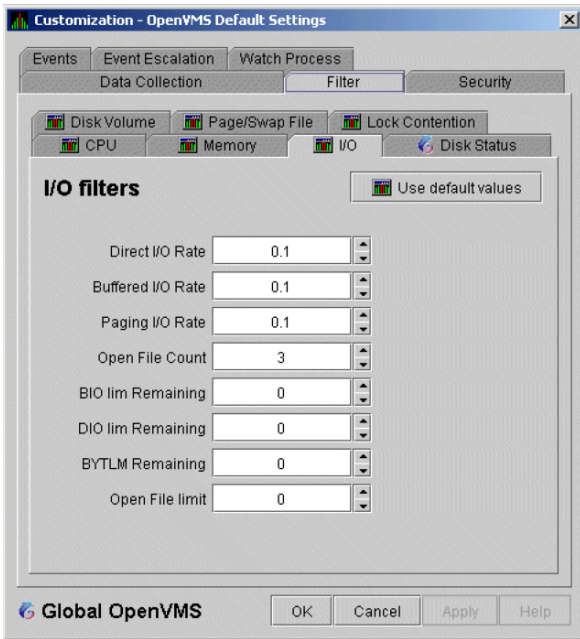 Customization - OpenVMS Default Settings
Events Event Escalation Watch Process
Data Collection Filter Security
Disk Volume Page/Swap File Lock Contention
CPU Memory I/O Disk Status
I/O filters Use default values
Direct I/O Rate 0.1
Buffered I/O Rate 0.1
Paging I/O Rate 0.1
Open File Count 3
BIO lim Remaining 0
DIO lim Remaining 0
BYTLM Remaining 0
Open File limit 0
Global OpenVMS OK Cancel Apply Help